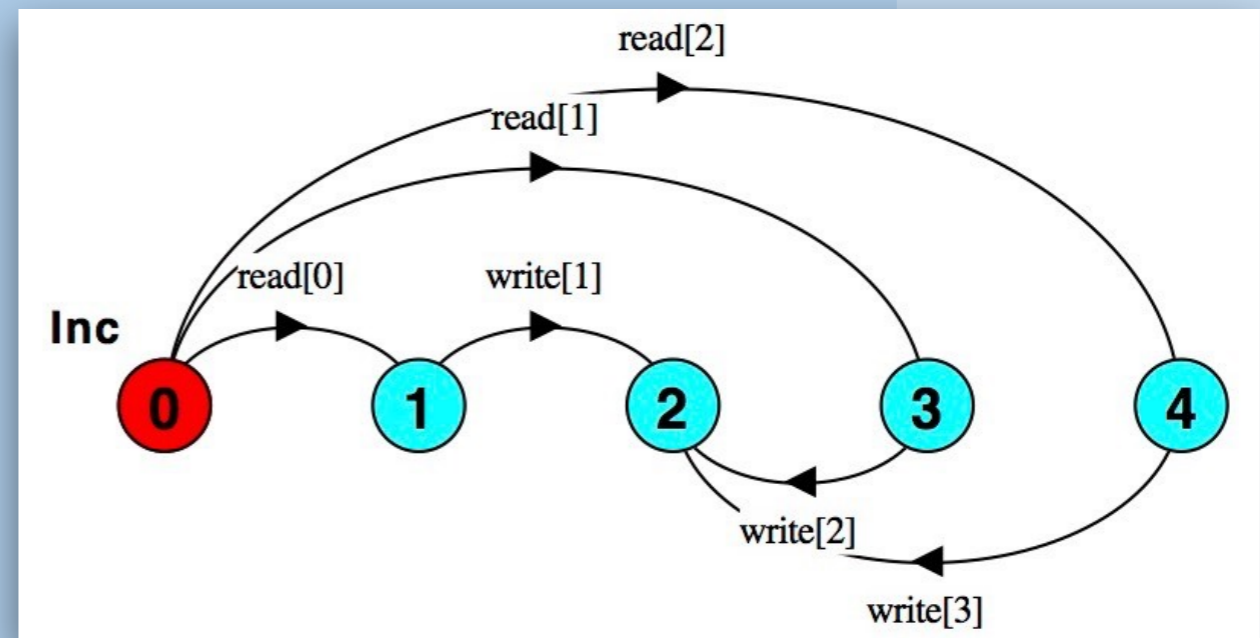 read[2]
read[1]
read[0]
write[1]
Inc
0
1
2
3
4
write[2]
write[3]